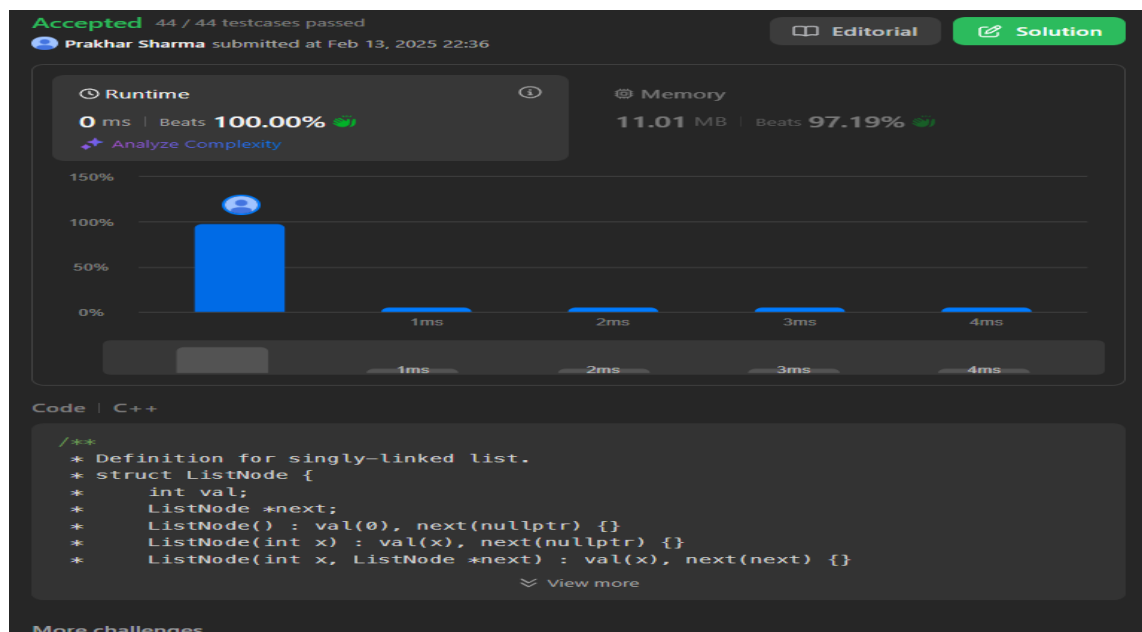 Accepted 44 / 44 testcases passed
Prakhar Sharma submitted at Feb 13, 2025 22:36
Editorial
Solution
Runtime
0 ms | Beats 100.00%
Analyze Complexity
Memory
11.01 MB | Beats 97.19%
150%
100%
50%
0%
1ms 2ms 3ms 4ms
1ms 2ms 3ms 4ms
Code | C++
/**
* Definition for singly-linked list.
* struct ListNode {
*     int val;
*     ListNode *next;
*     ListNode() : val(0), next(nullptr) {}
*     ListNode(int x) : val(x), next(nullptr) {}
*     ListNode(int x, ListNode *next) : val(x), next(next) {}
View more
More challenges